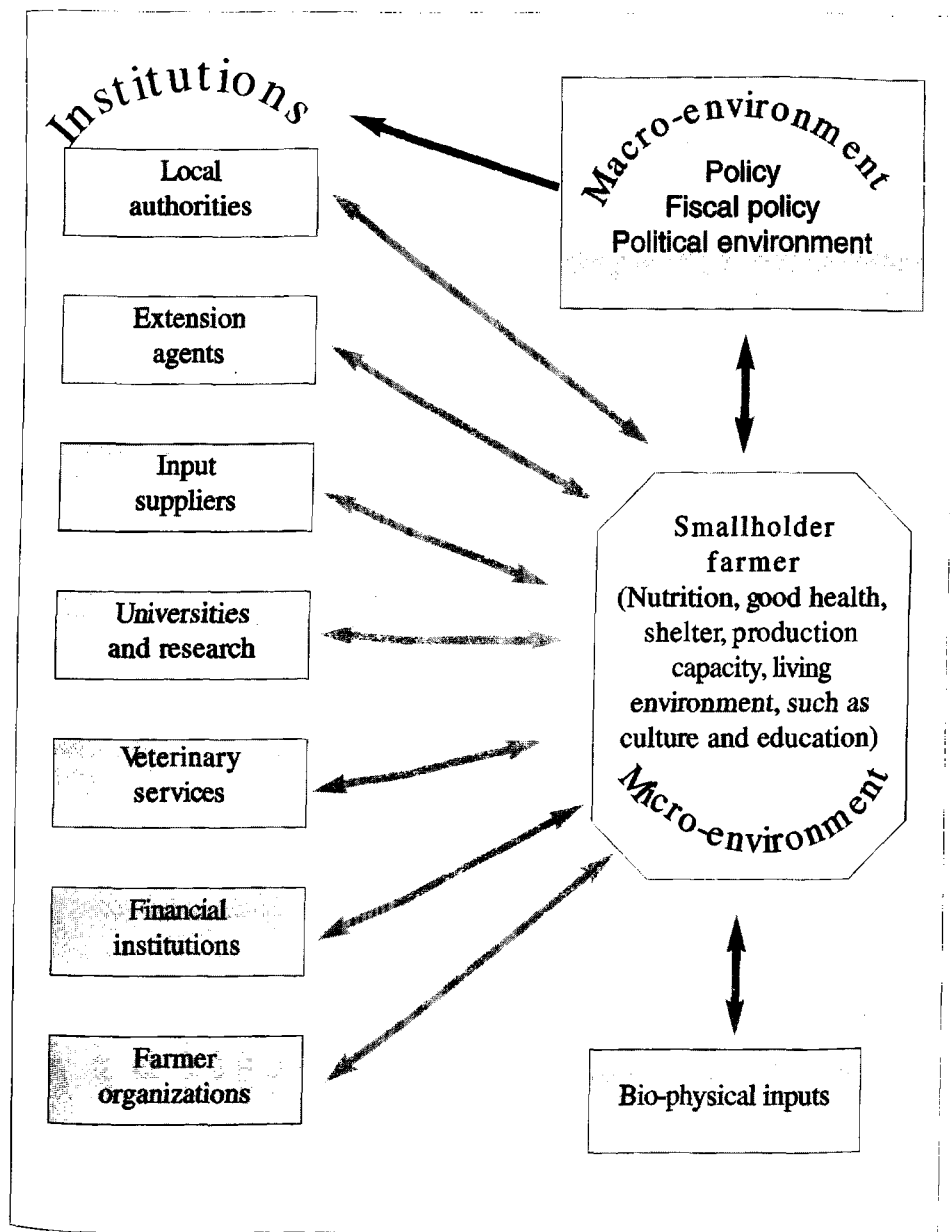 Institutions
Local
authorities
Extension
agents
Input
suppliers
Universities
and research
Veterinary
services
Financial
institutions
Farmer
organizations
Macro-environment
Policy
Fiscal policy
Political environment
Smallholder
farmer
(Nutrition, good health,
shelter, production
capacity, living
environment, such as
culture and education)
Micro-environment
Bio-physical inputs